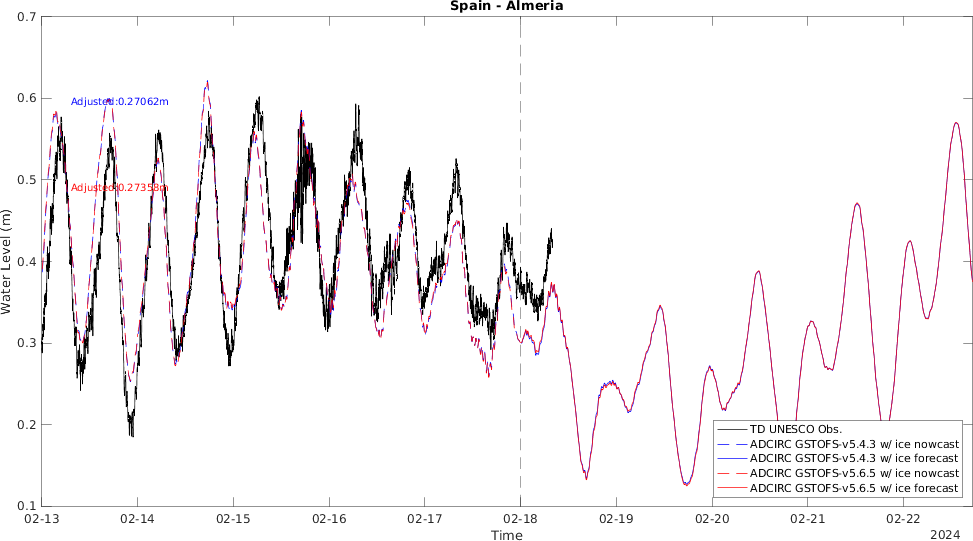 Spain - Almeria
0.7
0.6
0.5
0.4
0.3
0.2
0.1
Water Level (m)
Adjusted:0.27062m
Adjusted:0.27358m
TD UNESCO Obs.
ADCIRC GSTOFS-v5.4.3 w/ ice nowcast
ADCIRC GSTOFS-v5.4.3 w/ ice forecast
ADCIRC GSTOFS-v5.6.5 w/ ice nowcast
ADCIRC GSTOFS-v5.6.5 w/ ice forecast
02-13 02-14 02-15 02-16 02-17 02-18 02-19 02-20 02-21 02-22
Time
2024